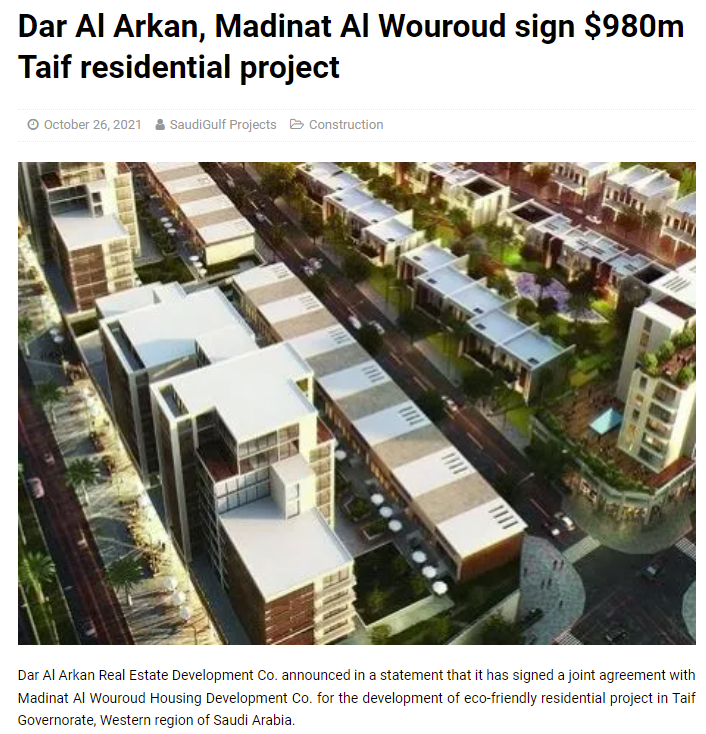 Dar Al Arkan, Madinat Al Wouroud sign $980m
Taif residential project
October 26, 2021 SaudiGulf Projects Construction
Dar Al Arkan Real Estate Development Co. announced in a statement that it has signed a joint agreement with
Madinat Al Wouroud Housing Development Co. for the development of eco-friendly residential project in Taif
Governorate, Western region of Saudi Arabia.